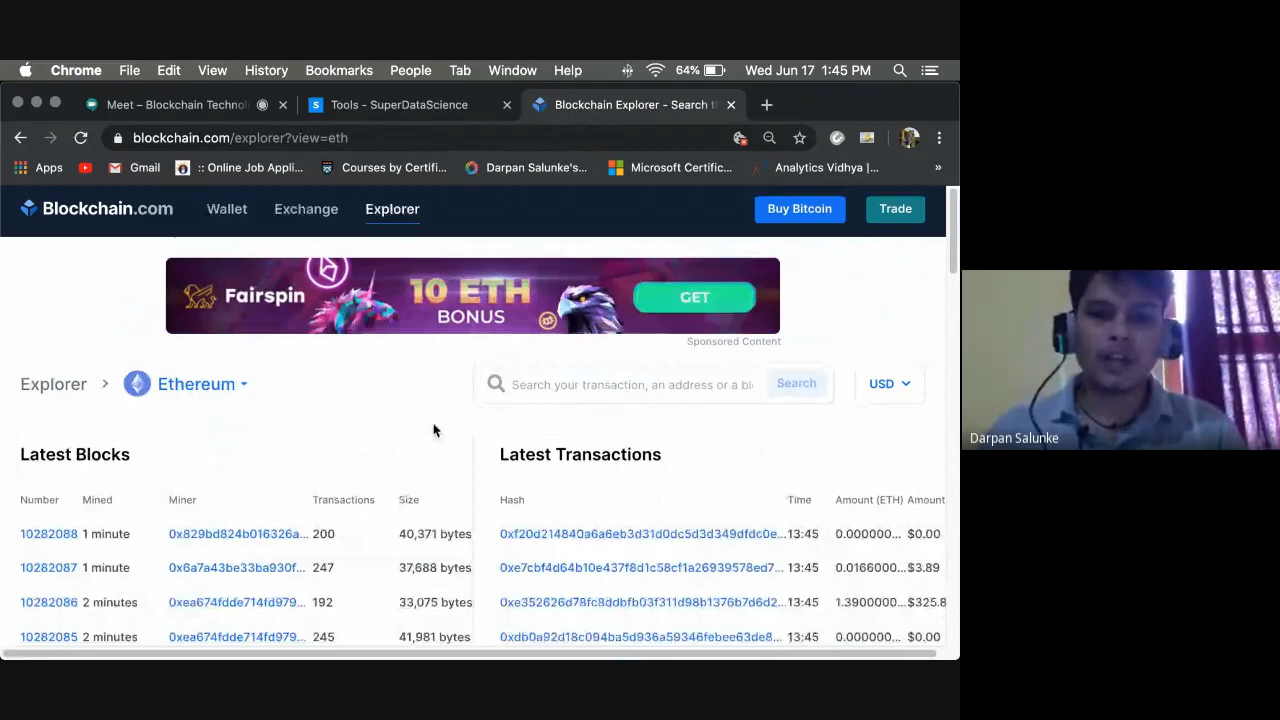 Chrome File Edit View History Bookmarks People Tab Window Help 64% Wed Jun 17 1:45 PM
Meet – Blockchain Technol Tools - SuperDataScience Blockchain Explorer - Search t
blockchain.com/explorer?view=eth
Apps Gmail :: Online Job Appli... Courses by Certifi... Darpan Salunke's... Microsoft Certific... Analytics Vidhya |... »
Blockchain.com Wallet Exchange Explorer Buy Bitcoin Trade
Fairspin 10 ETH BONUS GET
Sponsored Content
Explorer > Ethereum Search your transaction, an address or a bl Search USD
Latest Blocks Latest Transactions
Number Mined Miner Transactions Size Hash Time Amount (ETH) Amount
10282088 1 minute 0x829bd824b016326a... 200 40,371 bytes 0xf20d214840a6a6eb3d31d0dc5d3d349dfdc0e... 13:45 0.000000... $0.00
10282087 1 minute 0x6a7a43be33ba930f... 247 37,688 bytes 0xe7cbf4d64b10e437f8d1c58cf1a26939578ed7... 13:45 0.0166000... $3.89
10282086 2 minutes 0xea674fdde714fd979... 192 33,075 bytes 0xe352626d78fc8ddbfb03f311d98b1376b7d6d2... 13:45 1.3900000... $325.8
10282085 2 minutes 0xea674fdde714fd979... 245 41,981 bytes 0xdb0a92d18c094ba5d936a59346febee63de8... 13:45 0.000000... $0.00
Darpan Salunke